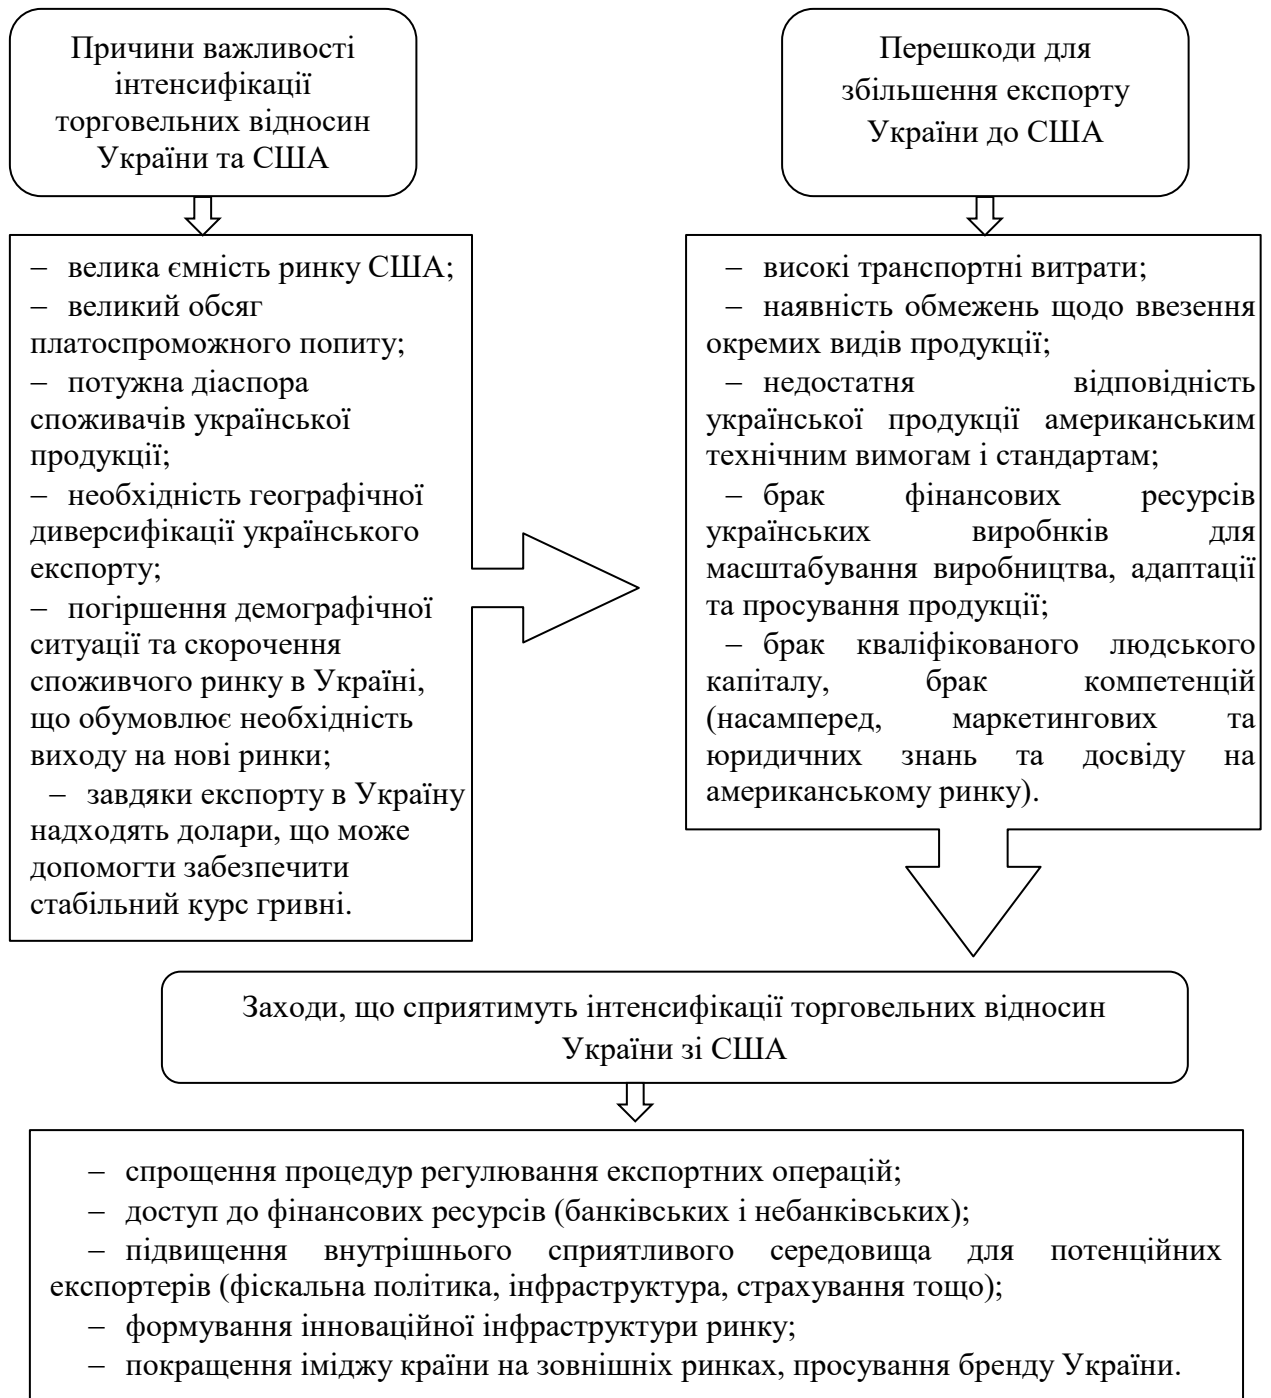 Причини важливості
інтенсифікації
торговельних відносин
України та США
Перешкоди для
збільшення експорту
України до США
– велика ємність ринку США;
– великий обсяг
платоспроможного попиту;
– потужна діаспора
споживачів української
продукції;
– необхідність географічної
диверсифікації українського
експорту;
– погіршення демографічної
ситуації та скорочення
споживчого ринку в Україні,
що обумовлює необхідність
виходу на нові ринки;
– завдяки експорту в Україну
надходять долари, що може
допомогти забезпечити
стабільний курс гривні.
– високі транспортні витрати;
– наявність обмежень щодо ввезення
окремих видів продукції;
– недостатня відповідність
української продукції американським
технічним вимогам і стандартам;
– брак фінансових ресурсів
українських виробнків для
масштабування виробництва, адаптації
та просування продукції;
– брак кваліфікованого людського
капіталу, брак компетенцій
(насамперед, маркетингових та
юридичних знань та досвіду на
американському ринку).
Заходи, що сприятимуть інтенсифікації торговельних відносин
України зі США
– спрощення процедур регулювання експортних операцій;
– доступ до фінансових ресурсів (банківських і небанківських);
– підвищення внутрішнього сприятливого середовища для потенційних
експортерів (фіскальна політика, інфраструктура, страхування тощо);
– формування інноваційної інфраструктури ринку;
– покращення іміджу країни на зовнішніх ринках, просування бренду України.